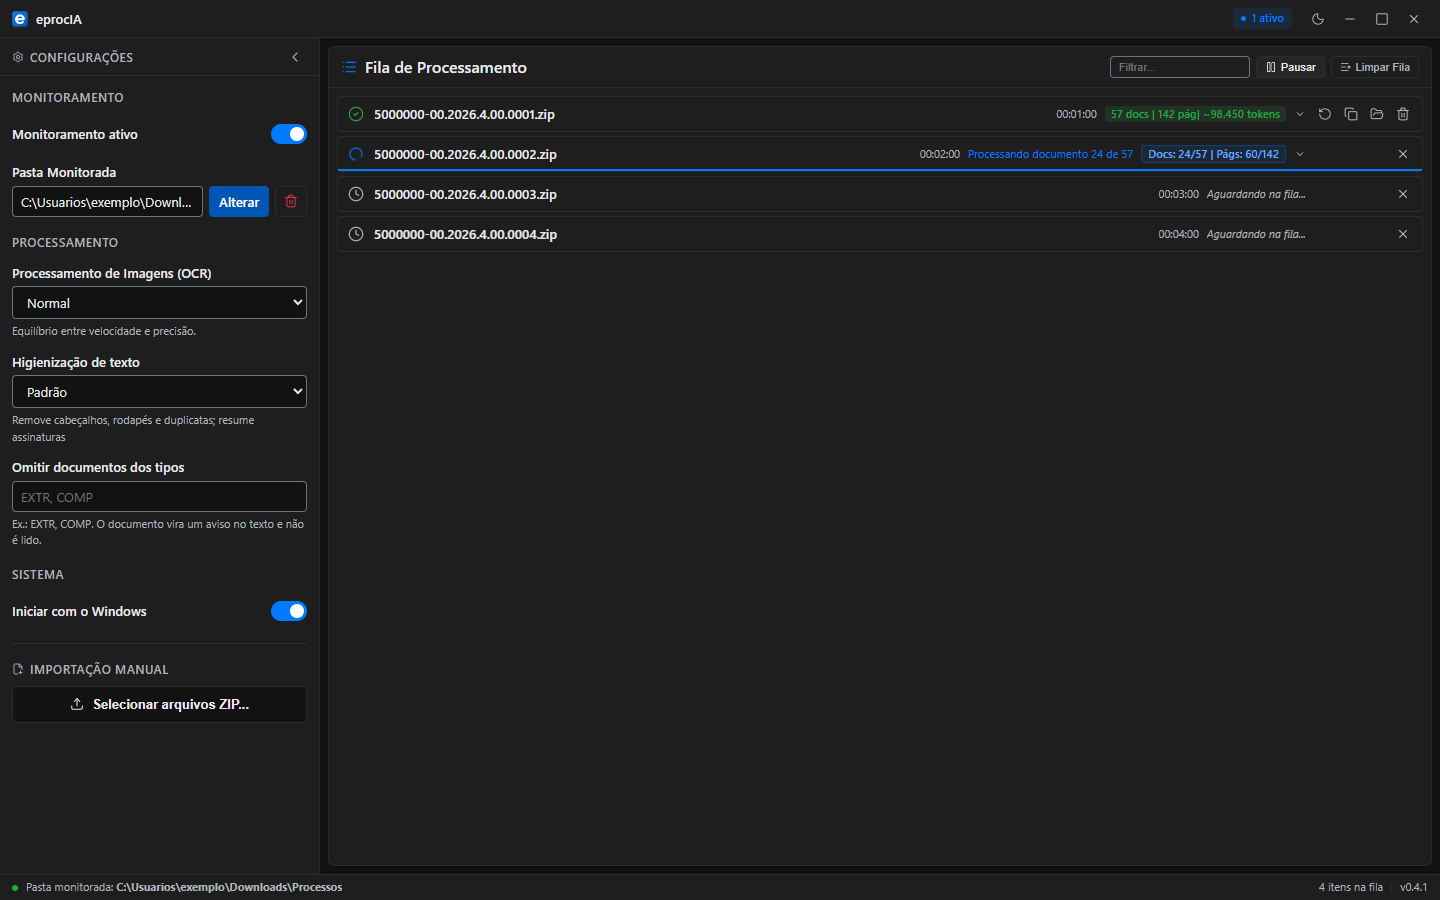 eprocIA
1 ativo
CONFIGURAÇÕES
MONITORAMENTO
Monitoramento ativo
Pasta Monitorada
C:\Usuarios\exemplo\Downl...
Alterar
PROCESSAMENTO
Processamento de Imagens (OCR)
Normal
Equilíbrio entre velocidade e precisão.
Higienização de texto
Padrão
Remove cabeçalhos, rodapés e duplicatas; resume
assinaturas
Omitir documentos dos tipos
EXTR, COMP
Ex.: EXTR, COMP. O documento vira um aviso no texto e não
é lido.
SISTEMA
Iniciar com o Windows
IMPORTAÇÃO MANUAL
Selecionar arquivos ZIP...
Fila de Processamento
Filtrar...
Pausar
Limpar Fila
5000000-00.2026.4.00.0001.zip 00:01:00 57 docs | 142 pág| ~98.450 tokens
5000000-00.2026.4.00.0002.zip 00:02:00 Processando documento 24 de 57 Docs: 24/57 | Págs: 60/142
5000000-00.2026.4.00.0003.zip 00:03:00 Aguardando na fila...
5000000-00.2026.4.00.0004.zip 00:04:00 Aguardando na fila...
Pasta monitorada: C:\Usuarios\exemplo\Downloads\Processos
4 itens na fila
v0.4.1